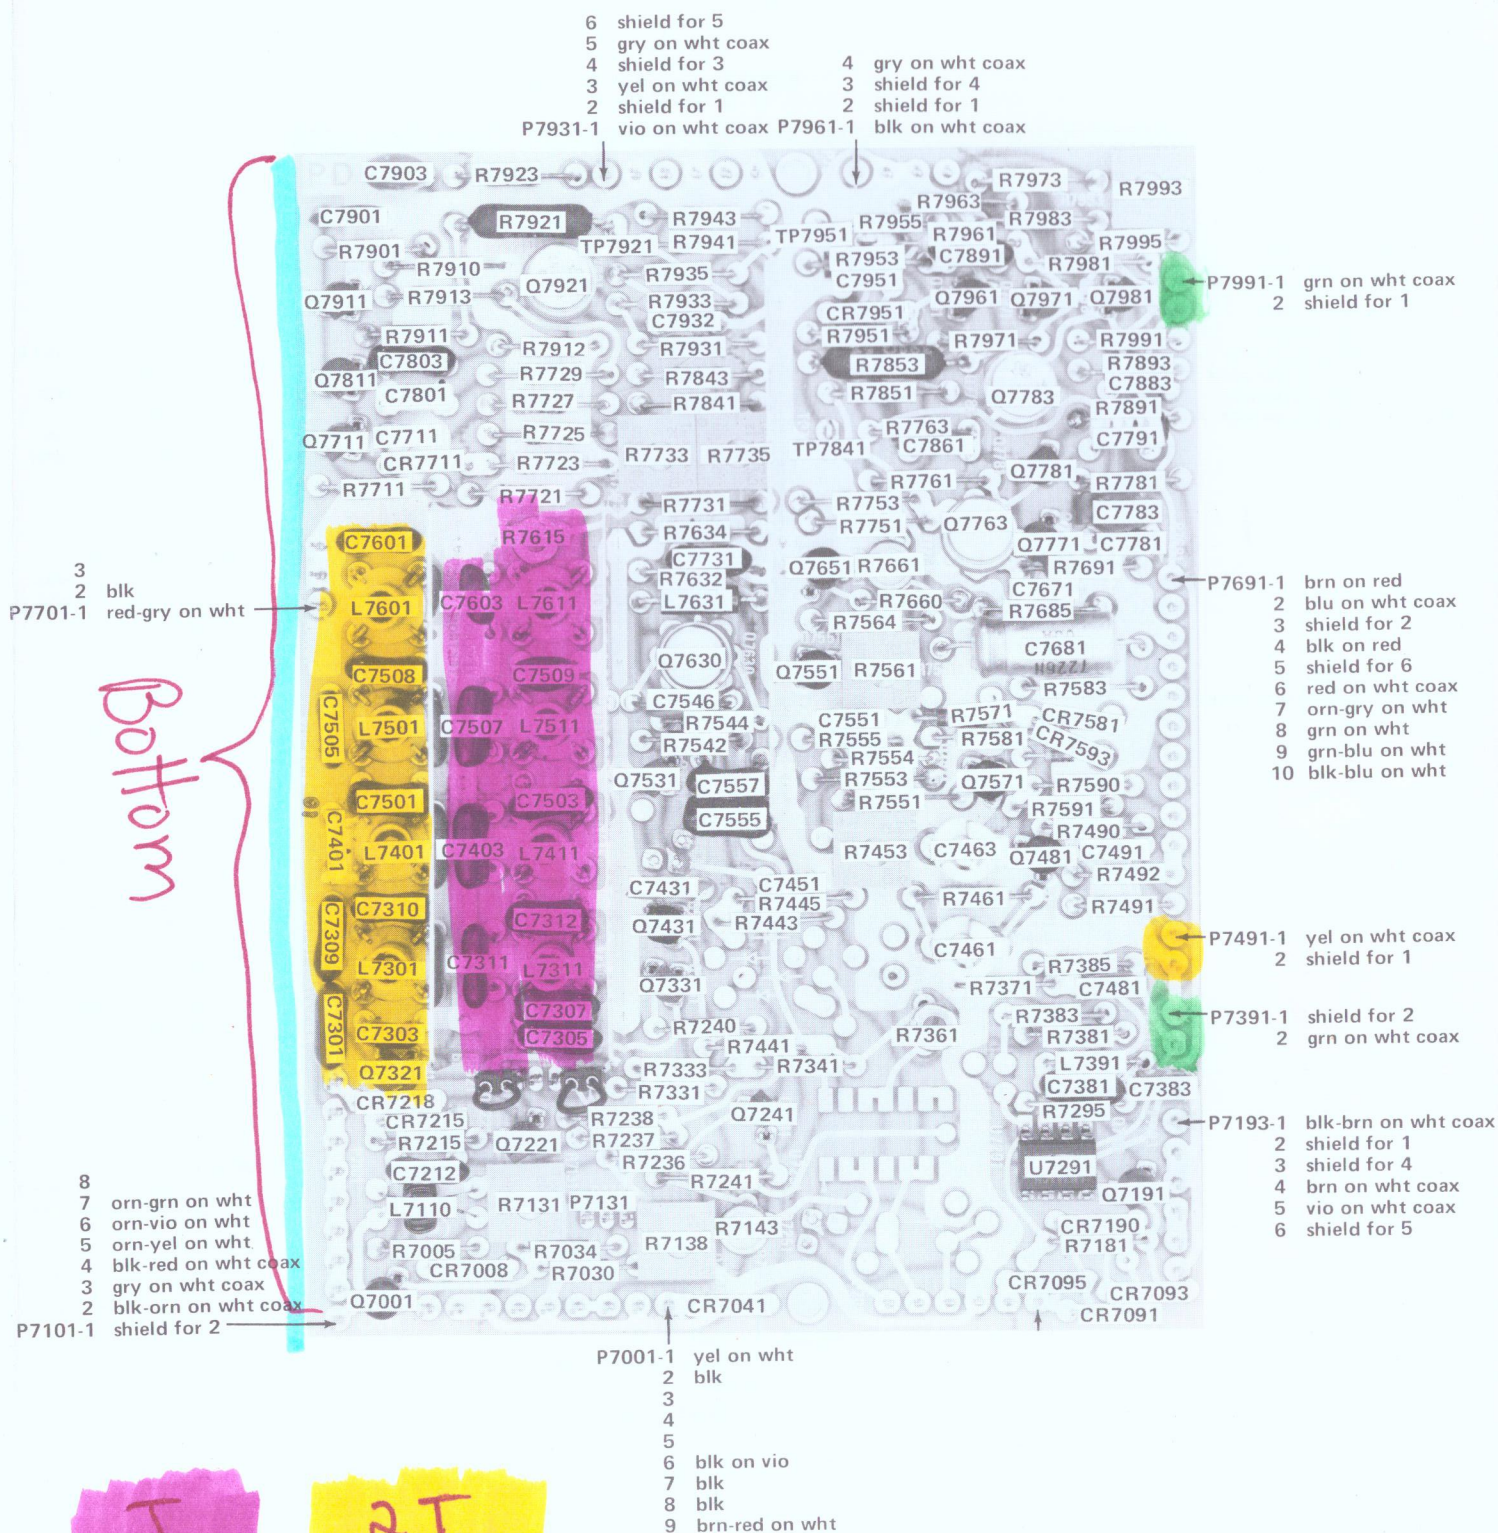 6 shield for 5
5 gry on wht coax
4 shield for 3
3 yel on wht coax
2 shield for 1
P7931-1 vio on wht coax
4 gry on wht coax
3 shield for 4
2 shield for 1
P7961-1 blk on wht coax
C7903 R7923 R7973 R7993
C7901 R7921 R7943 R7955 R7963 R7983
R7901 TP7921 R7941 TP7951 R7961 R7995
R7910 Q7921 R7935 R7953 C7891 R7981
C7951
Q7911 R7913 R7933 Q7961 Q7971 Q7981
C7932 CR7951
R7911 R7912 R7931 R7951 R7971 R7991
C7803 R7853 R7893
Q7811 R7729 R7843 C7883
C7801 R7727 R7841 R7851 Q7783 R7891
Q7711 C7711 R7725 R7763 C7791
CR7711 R7723 R7733 R7735 TP7841 C7861 Q7781
R7711 R7721 R7731 R7753 R7761 R7781
C7783
C7601 R7615 R7634 R7751 Q7763 Q7771 C7781
C7731 Q7651 R7661 R7691
R7632 C7671
L7601 C7603 L7611 L7631 R7660 R7685
R7564
C7508 C7509 Q7630 Q7551 R7561 C7681
C7546 R7583
C7505 L7501 C7507 L7511 R7544 C7551 R7571 CR7581
R7542 R7555 R7581 CR7593
R7554
Q7531 C7557 R7553 Q7571 R7590
C7501 C7503 C7555 R7551 R7591
R7490
C7401 L7401 C7403 L7411 R7453 C7463 Q7481 C7491
R7492
C7431 C7451
C7310 C7312 R7445 R7461 R7491
C7309 Q7431 R7443
L7301 C7311 L7311 C7461 R7385
Q7331 R7371 C7481
C7301 C7303 C7307 R7240 R7361 R7383
C7305 R7441 R7381
Q7321 R7333 R7341 L7391
R7331 C7381 C7383
CR7218 R7295
CR7215 R7238 Q7241
R7215 Q7221 R7237
C7212 R7236 U7291
R7241 Q7191
L7110 R7131 P7131
R7143 CR7190
R7005 R7034 R7138 R7181
CR7008 R7030
CR7095 CR7093
Q7001 CR7041 CR7091
P7991-1 grn on wht coax
2 shield for 1
3
2 blk
P7701-1 red-gry on wht
P7691-1 brn on red
2 blu on wht coax
3 shield for 2
4 blk on red
5 shield for 6
6 red on wht coax
7 orn-gry on wht
8 grn on wht
9 grn-blu on wht
10 blk-blu on wht
Bottom
P7491-1 yel on wht coax
2 shield for 1
P7391-1 shield for 2
2 grn on wht coax
P7193-1 blk-brn on wht coax
2 shield for 1
3 shield for 4
4 brn on wht coax
5 vio on wht coax
6 shield for 5
8
7 orn-grn on wht
6 orn-vio on wht
5 orn-yel on wht
4 blk-red on wht coax
3 gry on wht coax
2 blk-orn on wht coax
P7101-1 shield for 2
P7001-1 yel on wht
2 blk
3
4
5
6 blk on vio
7 blk
8 blk
9 brn-red on wht